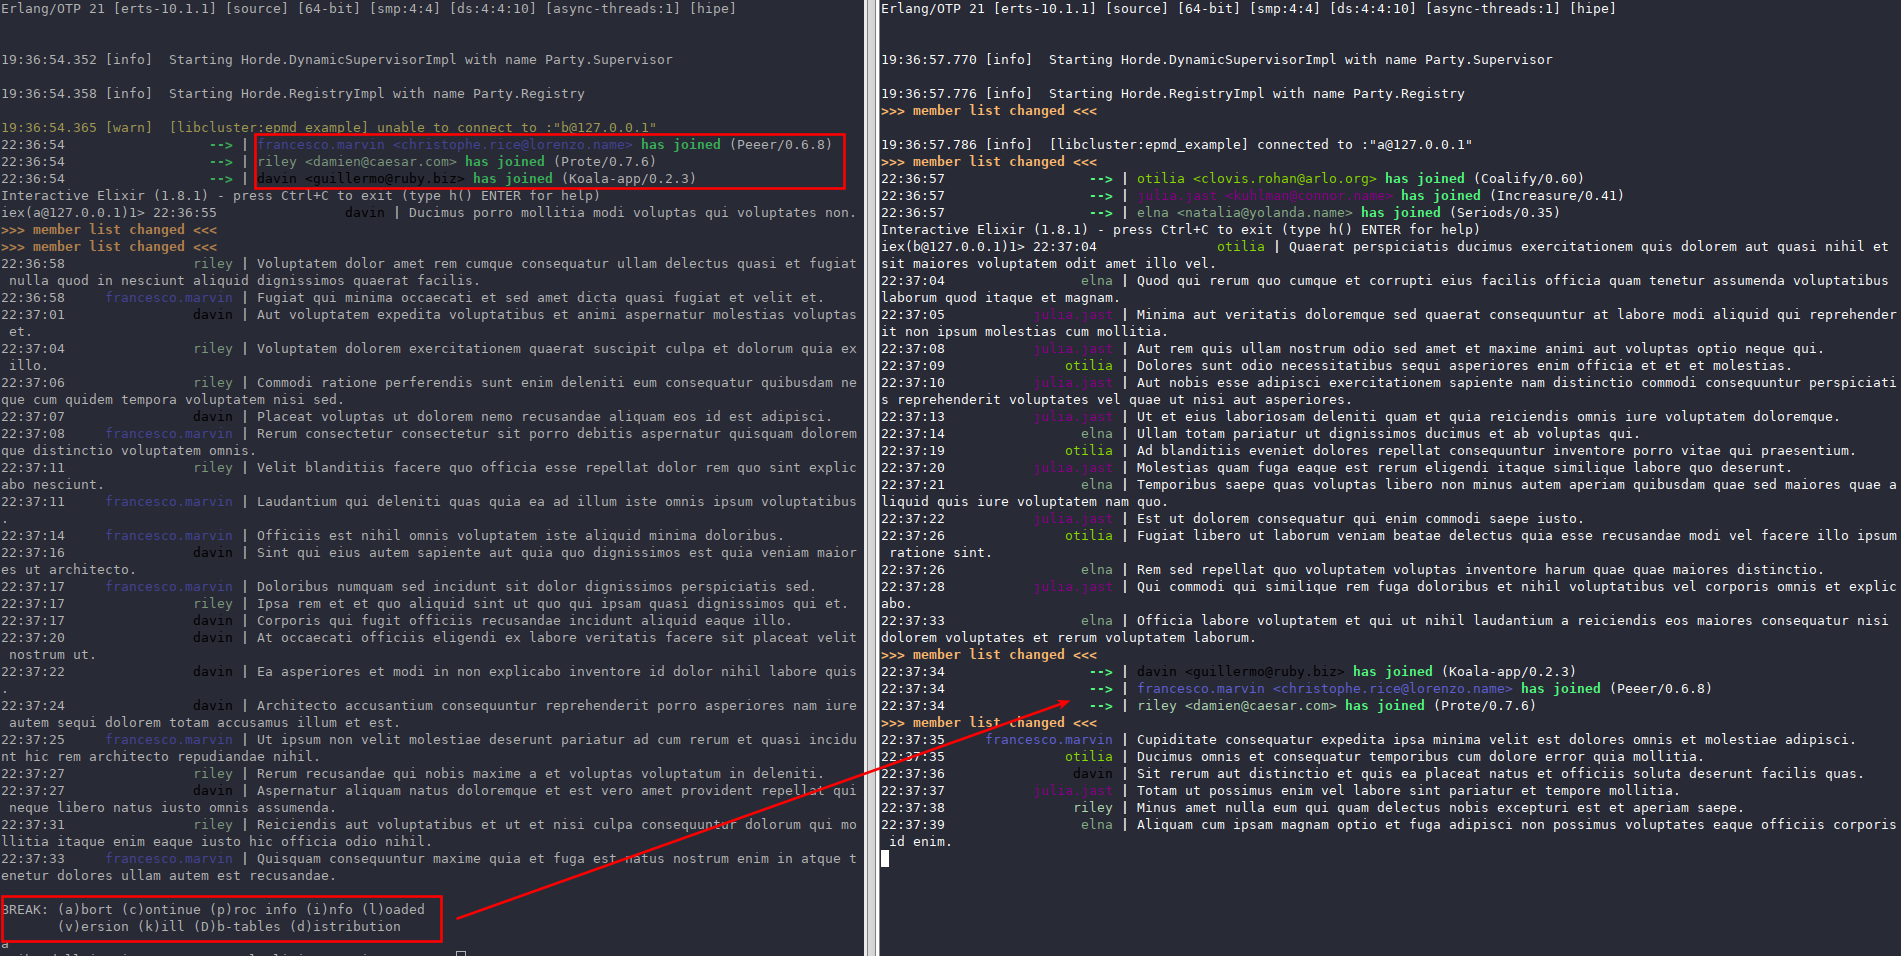 Erlang/OTP 21 [erts-10.1.1] [source] [64-bit] [smp:4:4] [ds:4:4:10] [async-threads:1] [hipe]
19:36:54.352 [info]  Starting Horde.DynamicSupervisorImpl with name Party.Supervisor
19:36:54.358 [info]  Starting Horde.RegistryImpl with name Party.Registry
19:36:54.365 [warn]  [libcluster:epmd_example] unable to connect to :"b@127.0.0.1"
22:36:54 --> | francesco.marvin <christophe.rice@lorenzo.name> has joined (Peeer/0.6.8)
22:36:54 --> | riley <damien@caesar.com> has joined (Prote/0.7.6)
22:36:54 --> | davin <guillermo@ruby.biz> has joined (Koala-app/0.2.3)
Interactive Elixir (1.8.1) - press Ctrl+C to exit (type h() ENTER for help)
iex(a@127.0.0.1)1> 22:36:55 davin | Ducimus porro mollitia modi voluptas qui voluptates non.
>>> member list changed <<<
>>> member list changed <<<
22:36:58 riley | Voluptatem dolor amet rem cumque consequatur ullam delectus quasi et fugiat
nulla quod in nesciunt aliquid dignissimos quaerat facilis.
22:36:58 francesco.marvin | Fugiat qui minima occaecati et sed amet dicta quasi fugiat et velit et.
22:37:01 davin | Aut voluptatem expedita voluptatibus et animi aspernatur molestias voluptas
et.
22:37:04 riley | Voluptatem dolorem exercitationem quaerat suscipit culpa et dolorum quia ex
illo.
22:37:06 riley | Commodi ratione perferendis sunt enim deleniti eum consequatur quibusdam ne
que cum quidem tempora voluptatem nisi sed.
22:37:07 davin | Placeat voluptas ut dolorem nemo recusandae aliquam eos id est adipisci.
22:37:08 francesco.marvin | Rerum consectetur consectetur sit porro debitis aspernatur quisquam dolorem
que distinctio voluptatem omnis.
22:37:11 riley | Velit blanditiis facere quo officia esse repellat dolor rem quo sint explic
abo nesciunt.
22:37:11 francesco.marvin | Laudantium qui deleniti quas quia ea ad illum iste omnis ipsum voluptatibus
.
22:37:14 francesco.marvin | Officiis est nihil omnis voluptatem iste aliquid minima doloribus.
22:37:16 davin | Sint qui eius autem sapiente aut quia quo dignissimos est quia veniam maior
es ut architecto.
22:37:17 francesco.marvin | Doloribus numquam sed incidunt sit dolor dignissimos perspiciatis sed.
22:37:17 riley | Ipsa rem et et quo aliquid sint ut quo qui ipsam quasi dignissimos qui et.
22:37:17 davin | Corporis qui fugit officiis recusandae incidunt aliquid eaque illo.
22:37:20 davin | At occaecati officiis eligendi ex labore veritatis facere sit placeat velit
nostrum ut.
22:37:22 davin | Ea asperiores et modi in non explicabo inventore id dolor nihil labore quis
.
22:37:24 davin | Architecto accusantium consequuntur reprehenderit porro asperiores nam iure
autem sequi dolorem totam accusamus illum et est.
22:37:25 francesco.marvin | Ut ipsum non velit molestiae deserunt pariatur ad cum rerum et quasi incidu
nt hic rem architecto repudiandae nihil.
22:37:27 riley | Rerum recusandae qui nobis maxime a et voluptas voluptatum in deleniti.
22:37:27 davin | Aspernatur aliquam natus doloremque et est vero amet provident repellat qui
neque libero natus iusto omnis assumenda.
22:37:31 riley | Reiciendis aut voluptatibus et ut et nisi culpa consequuntur dolorum qui mo
llitia itaque enim eaque iusto hic officia odio nihil.
22:37:33 francesco.marvin | Quisquam consequuntur maxime quia et fuga est natus nostrum enim in atque t
enetur dolores ullam autem est recusandae.
BREAK: (a)bort (c)ontinue (p)roc info (i)nfo (l)oaded
(v)ersion (k)ill (D)b-tables (d)istribution
a
Erlang/OTP 21 [erts-10.1.1] [source] [64-bit] [smp:4:4] [ds:4:4:10] [async-threads:1] [hipe]
19:36:57.770 [info]  Starting Horde.DynamicSupervisorImpl with name Party.Supervisor
19:36:57.776 [info]  Starting Horde.RegistryImpl with name Party.Registry
>>> member list changed <<<
19:36:57.786 [info]  [libcluster:epmd_example] connected to :"a@127.0.0.1"
>>> member list changed <<<
22:36:57 --> | otilia <clovis.rohan@arlo.org> has joined (Coalify/0.60)
22:36:57 --> | julia.jast <kuhlman@connor.name> has joined (Increasure/0.41)
22:36:57 --> | elna <natalia@yolanda.name> has joined (Seriods/0.35)
Interactive Elixir (1.8.1) - press Ctrl+C to exit (type h() ENTER for help)
iex(b@127.0.0.1)1> 22:37:04 otilia | Quaerat perspiciatis ducimus exercitationem quis dolorem aut quasi nihil et
sit maiores voluptatem odit amet illo vel.
22:37:04 elna | Quod qui rerum quo cumque et corrupti eius facilis officia quam tenetur assumenda voluptatibus
laborum quod itaque et magnam.
22:37:05 julia.jast | Minima aut veritatis doloremque sed quaerat consequuntur at labore modi aliquid qui reprehender
it non ipsum molestias cum mollitia.
22:37:08 julia.jast | Aut rem quis ullam nostrum odio sed amet et maxime animi aut voluptas optio neque qui.
22:37:09 otilia | Dolores sunt odio necessitatibus sequi asperiores enim officia et et et molestias.
22:37:10 julia.jast | Aut nobis esse adipisci exercitationem sapiente nam distinctio commodi consequuntur perspiciati
s reprehenderit voluptates vel quae ut nisi aut asperiores.
22:37:13 julia.jast | Ut et eius laboriosam deleniti quam et quia reiciendis omnis iure voluptatem doloremque.
22:37:14 elna | Ullam totam pariatur ut dignissimos ducimus et ab voluptas qui.
22:37:19 otilia | Ad blanditiis eveniet dolores repellat consequuntur inventore porro vitae qui praesentium.
22:37:20 julia.jast | Molestias quam fuga eaque est rerum eligendi itaque similique labore quo deserunt.
22:37:21 elna | Temporibus saepe quas voluptas libero non minus autem aperiam quibusdam quae sed maiores quae a
liquid quis iure voluptatem nam quo.
22:37:22 julia.jast | Est ut dolorem consequatur qui enim commodi saepe iusto.
22:37:26 otilia | Fugiat libero ut laborum veniam beatae delectus quia esse recusandae modi vel facere illo ipsum
ratione sint.
22:37:26 elna | Rem sed repellat quo voluptatem voluptas inventore harum quae quae maiores distinctio.
22:37:28 julia.jast | Qui commodi qui similique rem fuga doloribus et nihil voluptatibus vel corporis omnis et explic
abo.
22:37:33 elna | Officia labore voluptatem et qui ut nihil laudantium a reiciendis eos maiores consequatur nisi
dolorem voluptates et rerum voluptatem laborum.
>>> member list changed <<<
22:37:34 --> | davin <guillermo@ruby.biz> has joined (Koala-app/0.2.3)
22:37:34 --> | francesco.marvin <christophe.rice@lorenzo.name> has joined (Peeer/0.6.8)
22:37:34 --> | riley <damien@caesar.com> has joined (Prote/0.7.6)
>>> member list changed <<<
22:37:35 francesco.marvin | Cupiditate consequatur expedita ipsa minima velit est dolores omnis et molestiae adipisci.
22:37:35 otilia | Ducimus omnis et consequatur temporibus cum dolore error quia mollitia.
22:37:36 davin | Sit rerum aut distinctio et quis ea placeat natus et officiis soluta deserunt facilis quas.
22:37:37 julia.jast | Totam ut possimus enim vel labore sint pariatur et tempore mollitia.
22:37:38 riley | Minus amet nulla eum qui quam delectus nobis excepturi est et aperiam saepe.
22:37:39 elna | Aliquam cum ipsam magnam optio et fuga adipisci non possimus voluptates eaque officiis corporis
id enim.